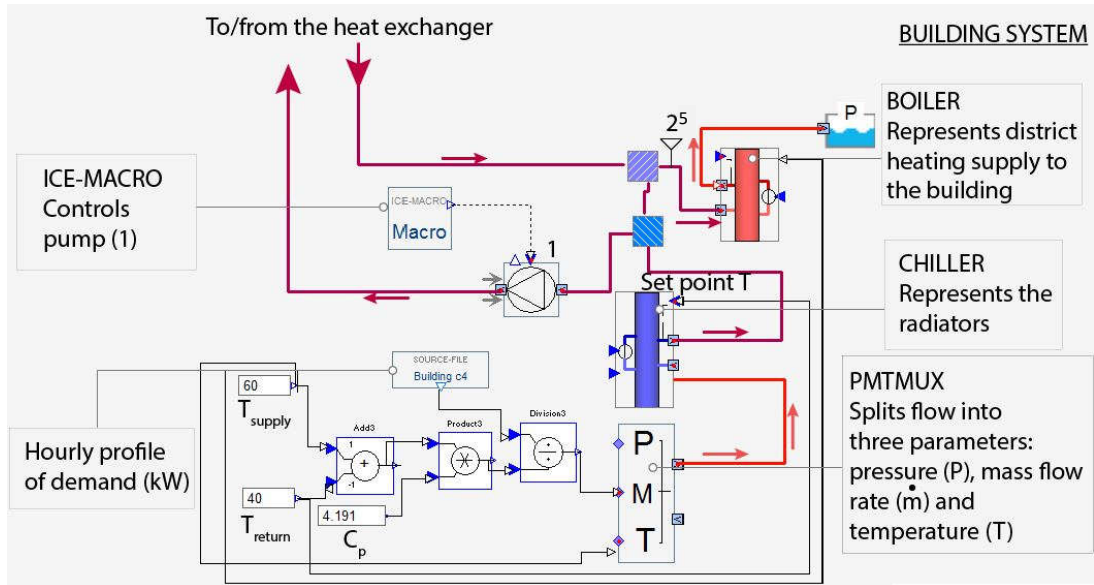 To/from the heat exchanger
BUILDING SYSTEM
ICE-MACRO
Controls
pump (1)
ICE-MACRO
Macro
1
2⁵
P
BOILER
Represents district
heating supply to
the building
Set point T
CHILLER
Represents the
radiators
Hourly profile
of demand (kW)
60
T supply
40
T return
SOURCE-FILE
Building c4
Add3
1
+
-1
Product3
Division3
÷
4.191
C p
P
M
T
PMTMUX
Splits flow into
three parameters:
pressure (P), mass flow
rate (ṁ) and
temperature (T)